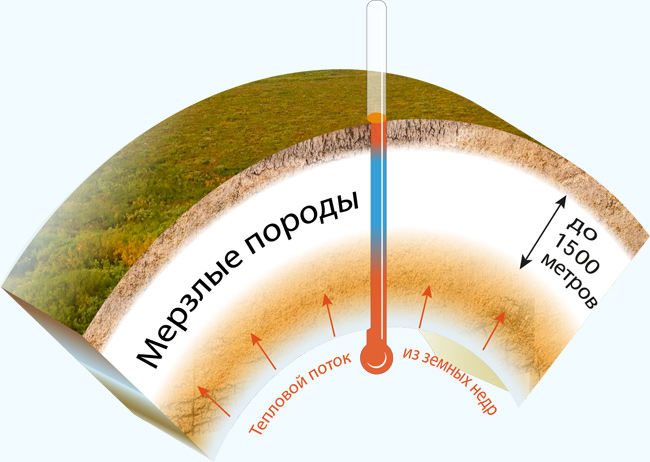 Мерзлые породы
до
1500
метров
Тепловой поток из земных недр